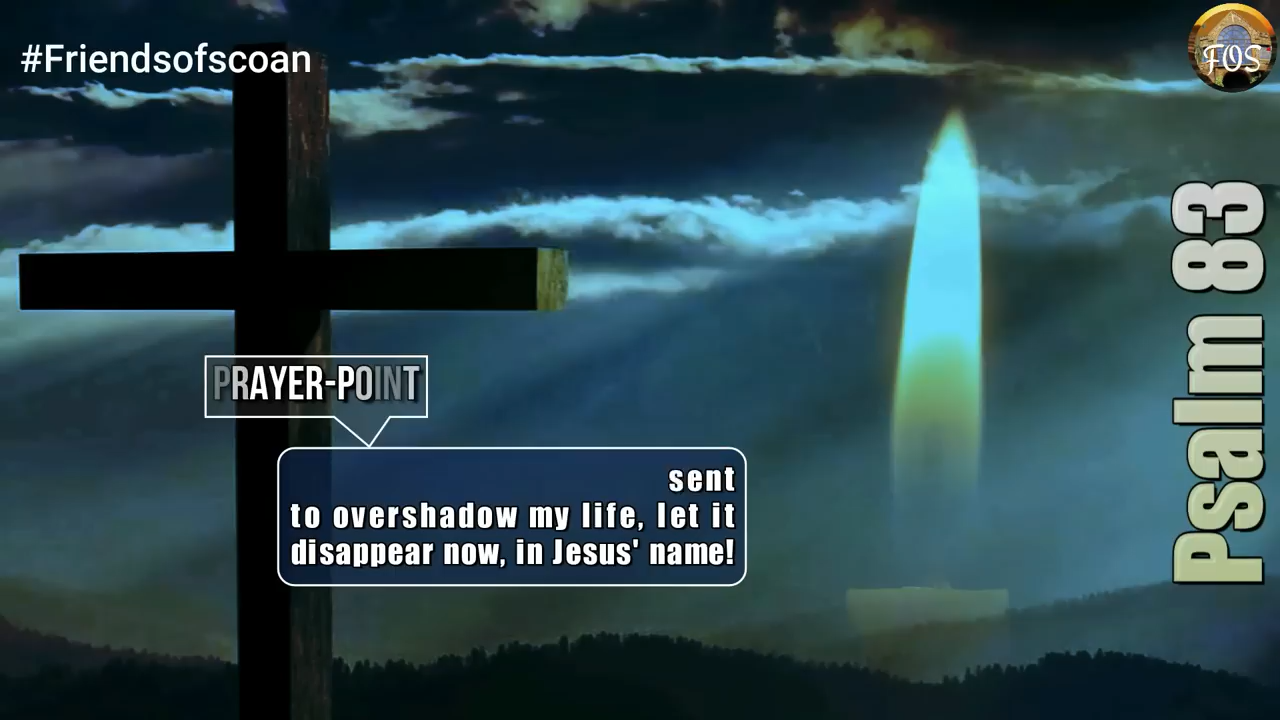 #Friendsofscoan
FOS
Psalm 83
PRAYER-POINT
sent
to overshadow my life, let it
disappear now, in Jesus' name!